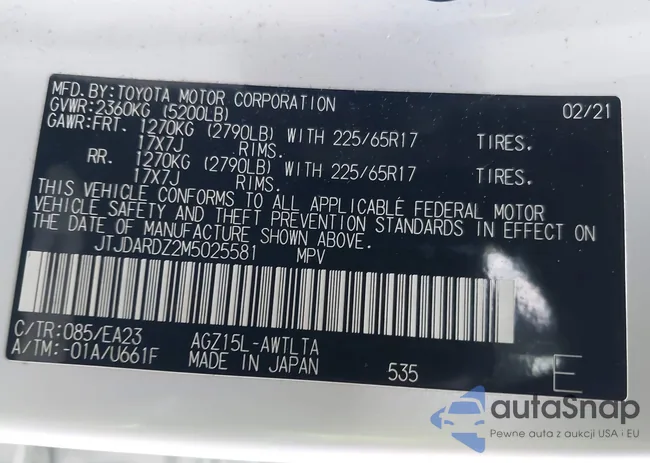 MFD. BY: TOYOTA MOTOR CORPORATION 02/21
GVWR: 2360KG (5200LB)
GAWR: FRT. 1270KG (2790LB) WITH 225/65R17 TIRES.
17X7J RIMS.
RR. 1270KG (2790LB) WITH 225/65R17 TIRES.
17X7J RIMS.
THIS VEHICLE CONFORMS TO ALL APPLICABLE FEDERAL MOTOR
VEHICLE SAFETY AND THEFT PREVENTION STANDARDS IN EFFECT ON
THE DATE OF MANUFACTURE SHOWN ABOVE.
JTJDARDZ2M5025581 MPV
C/TR: 085/EA23 AGZ15L-AWTLTA
A/TM: -01A/U661F MADE IN JAPAN 535 E
autaSnap
Pewne auta z aukcji USA i EU